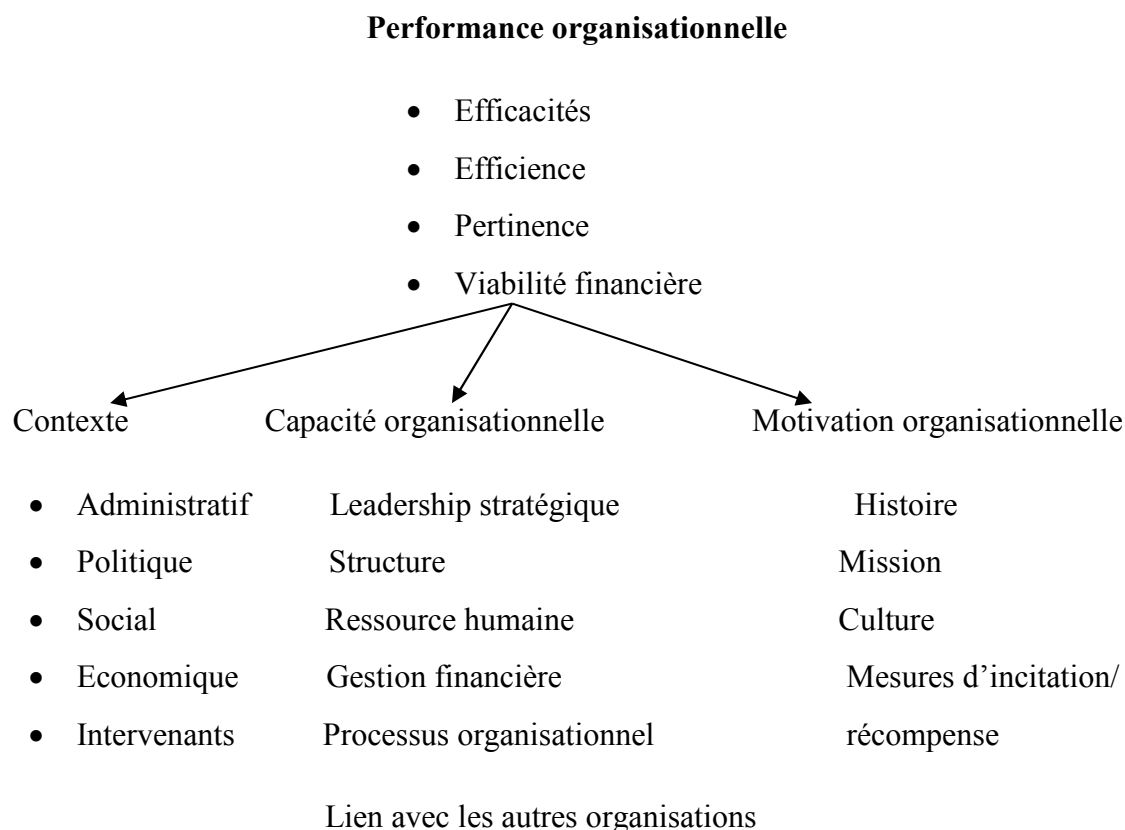 Performance organisationnelle
• Efficacités
• Efficience
• Pertinence
• Viabilité financière
Contexte Capacité organisationnelle Motivation organisationnelle
• Administratif Leadership stratégique Histoire
• Politique Structure Mission
• Social Ressource humaine Culture
• Economique Gestion financière Mesures d’incitation/
• Intervenants Processus organisationnel récompense
Lien avec les autres organisations